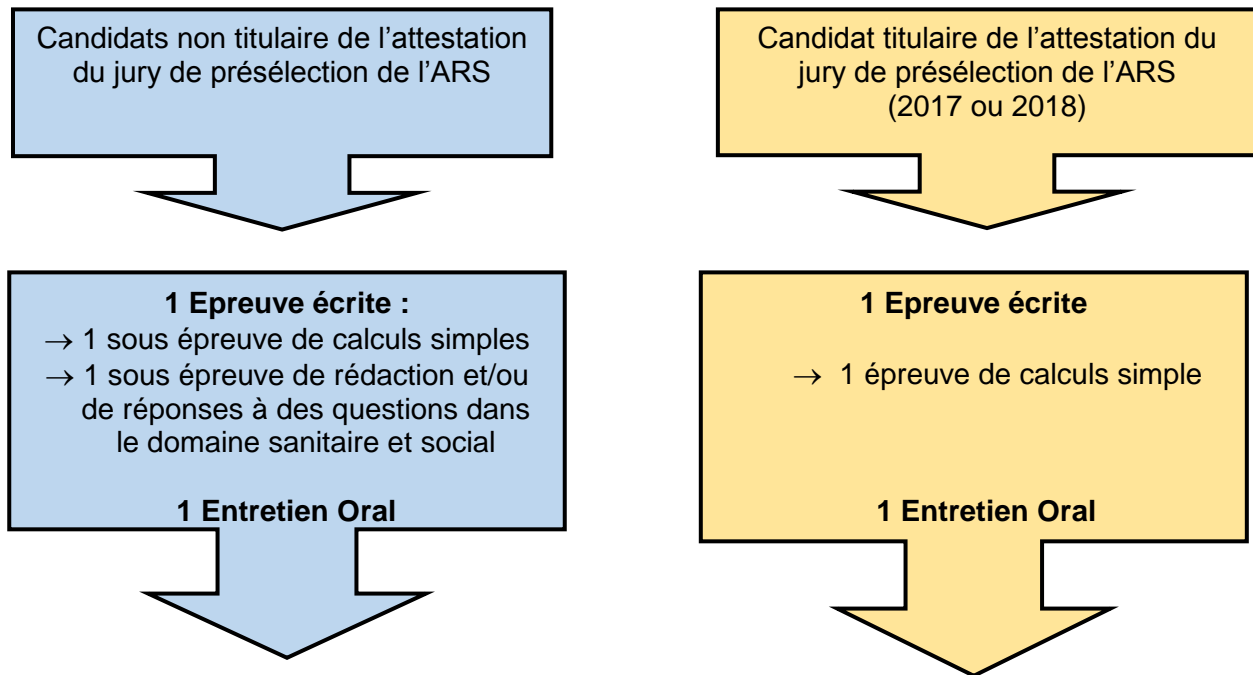 Candidats non titulaire de l’attestation
du jury de présélection de l’ARS
Candidat titulaire de l’attestation du
jury de présélection de l’ARS
(2017 ou 2018)
1 Epreuve écrite :
→ 1 sous épreuve de calculs simples
→ 1 sous épreuve de rédaction et/ou
de réponses à des questions dans
le domaine sanitaire et social
1 Entretien Oral
1 Epreuve écrite
→ 1 épreuve de calculs simple
1 Entretien Oral